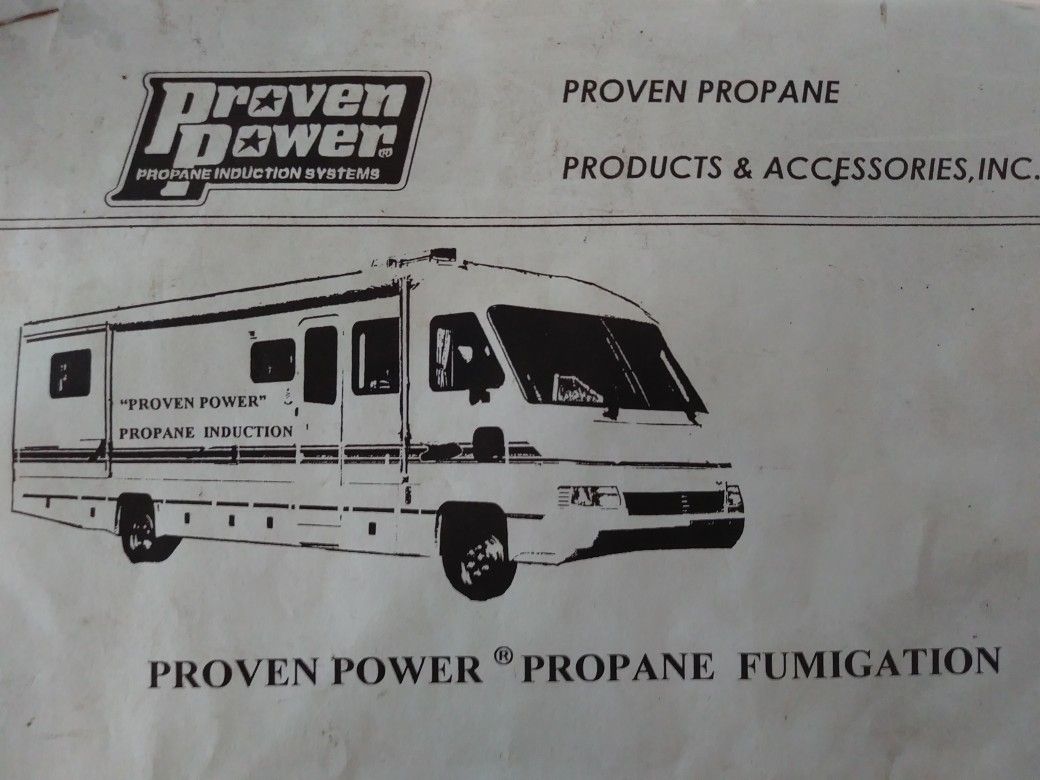 Proven
Power®
PROPANE INDUCTION SYSTEMS
PROVEN PROPANE
PRODUCTS & ACCESSORIES, INC.
"PROVEN POWER"
PROPANE INDUCTION
PROVEN POWER ® PROPANE FUMIGATION